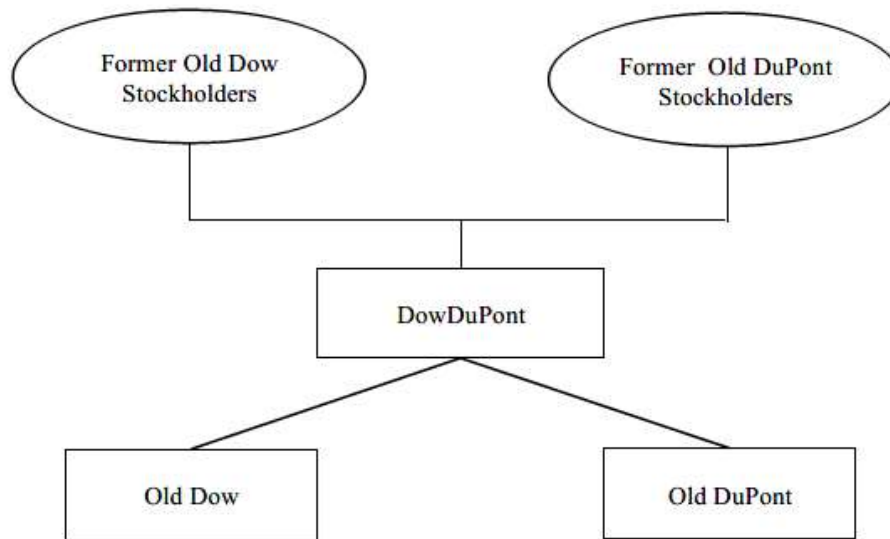 Former Old Dow
Stockholders
Former Old DuPont
Stockholders
DowDuPont
Old Dow
Old DuPont